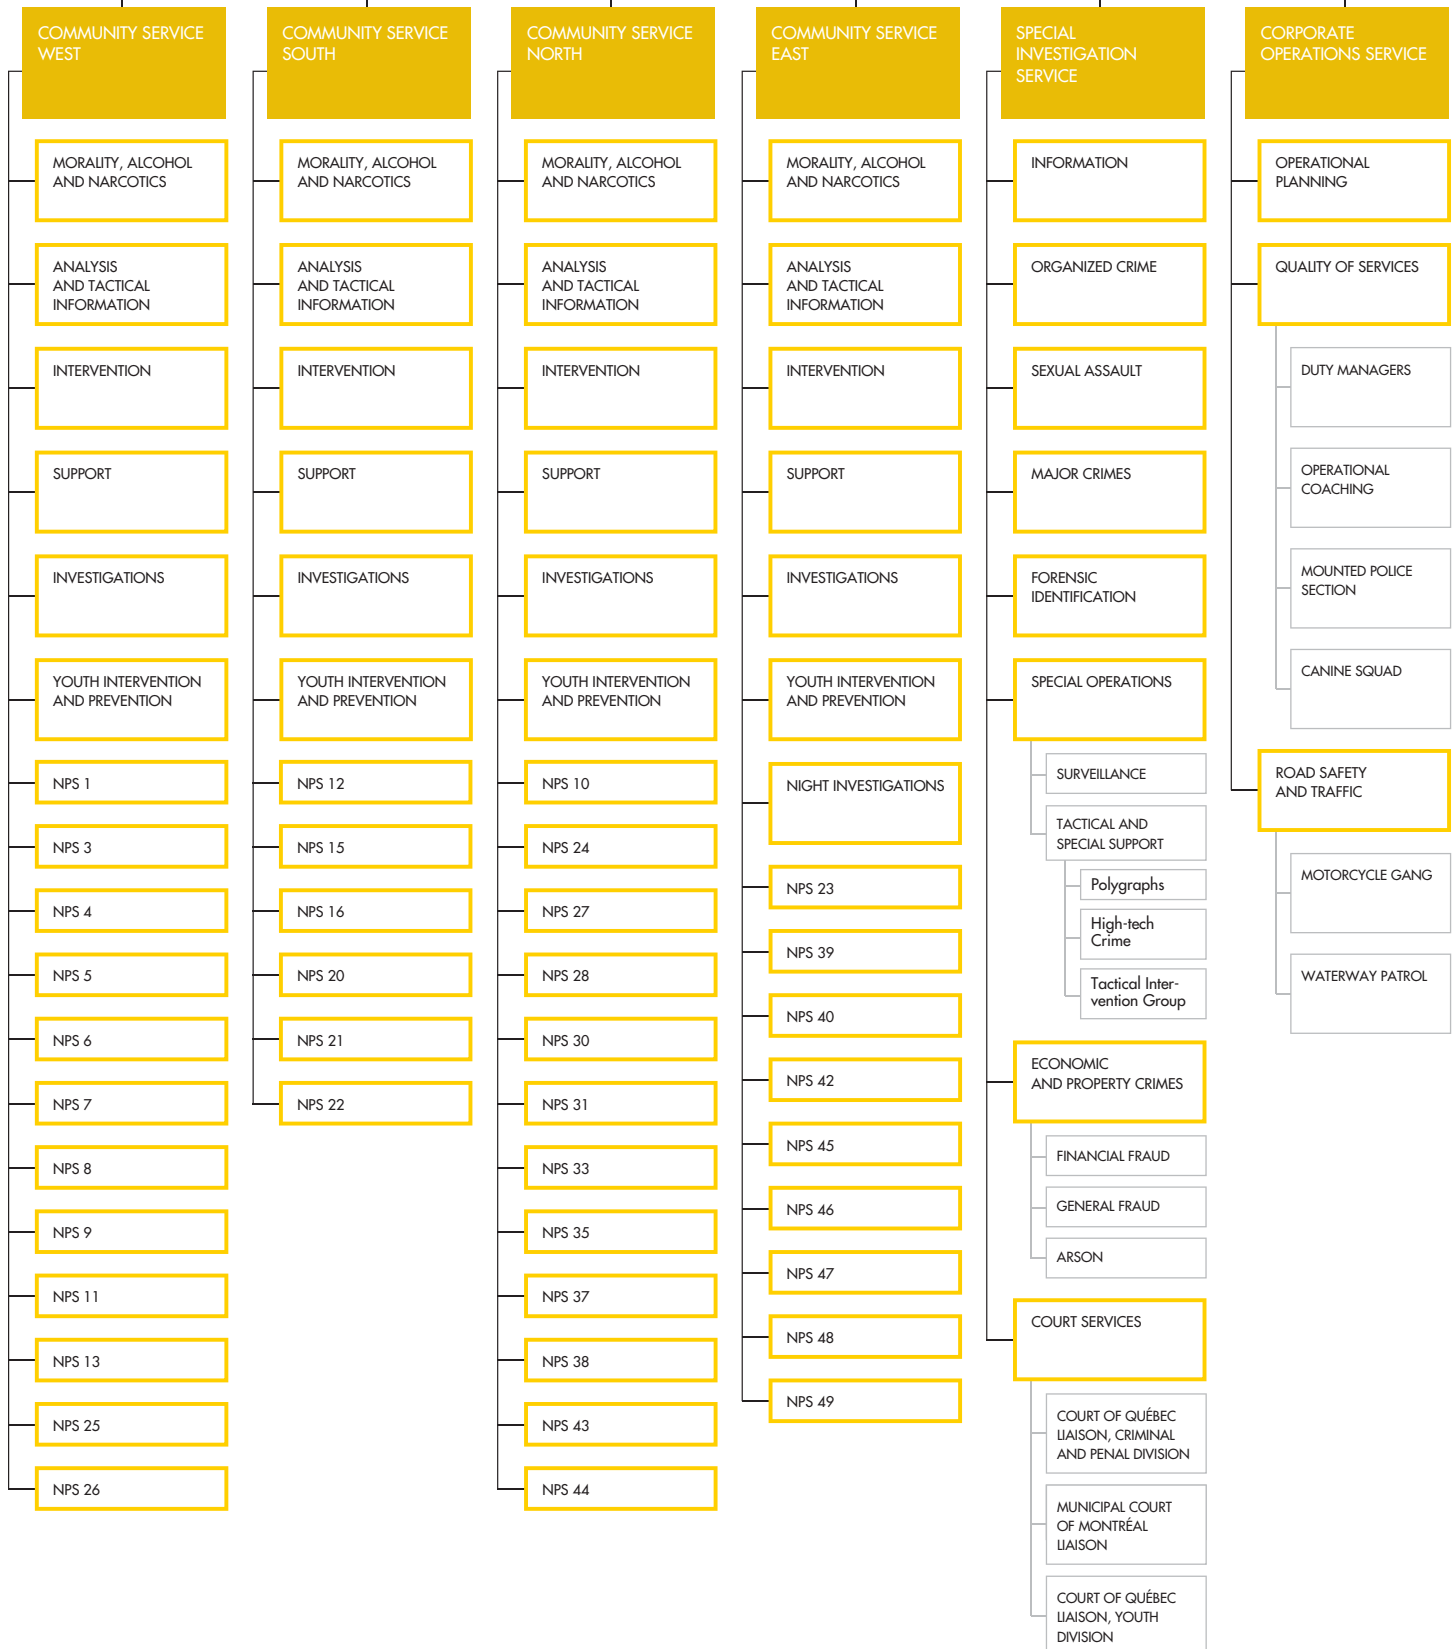 COMMUNITY SERVICE
WEST
MORALITY, ALCOHOL
AND NARCOTICS
ANALYSIS
AND TACTICAL
INFORMATION
INTERVENTION
SUPPORT
INVESTIGATIONS
YOUTH INTERVENTION
AND PREVENTION
NPS 1
NPS 3
NPS 4
NPS 5
NPS 6
NPS 7
NPS 8
NPS 9
NPS 11
NPS 13
NPS 25
NPS 26
COMMUNITY SERVICE
SOUTH
MORALITY, ALCOHOL
AND NARCOTICS
ANALYSIS
AND TACTICAL
INFORMATION
INTERVENTION
SUPPORT
INVESTIGATIONS
YOUTH INTERVENTION
AND PREVENTION
NPS 12
NPS 15
NPS 16
NPS 20
NPS 21
NPS 22
COMMUNITY SERVICE
NORTH
MORALITY, ALCOHOL
AND NARCOTICS
ANALYSIS
AND TACTICAL
INFORMATION
INTERVENTION
SUPPORT
INVESTIGATIONS
YOUTH INTERVENTION
AND PREVENTION
NPS 10
NPS 24
NPS 27
NPS 28
NPS 30
NPS 31
NPS 33
NPS 35
NPS 37
NPS 38
NPS 43
NPS 44
COMMUNITY SERVICE
EAST
MORALITY, ALCOHOL
AND NARCOTICS
ANALYSIS
AND TACTICAL
INFORMATION
INTERVENTION
SUPPORT
INVESTIGATIONS
YOUTH INTERVENTION
AND PREVENTION
NIGHT INVESTIGATIONS
NPS 23
NPS 39
NPS 40
NPS 42
NPS 45
NPS 46
NPS 47
NPS 48
NPS 49
SPECIAL
INVESTIGATION
SERVICE
INFORMATION
ORGANIZED CRIME
SEXUAL ASSAULT
MAJOR CRIMES
FORENSIC
IDENTIFICATION
SPECIAL OPERATIONS
SURVEILLANCE
TACTICAL AND
SPECIAL SUPPORT
Polygraphs
High-tech
Crime
Tactical Inter-
vention Group
ECONOMIC
AND PROPERTY CRIMES
FINANCIAL FRAUD
GENERAL FRAUD
ARSON
COURT SERVICES
COURT OF QUÉBEC
LIAISON, CRIMINAL
AND PENAL DIVISION
MUNICIPAL COURT
OF MONTRÉAL
LIAISON
COURT OF QUÉBEC
LIAISON, YOUTH
DIVISION
CORPORATE
OPERATIONS SERVICE
OPERATIONAL
PLANNING
QUALITY OF SERVICES
DUTY MANAGERS
OPERATIONAL
COACHING
MOUNTED POLICE
SECTION
CANINE SQUAD
ROAD SAFETY
AND TRAFFIC
MOTORCYCLE GANG
WATERWAY PATROL